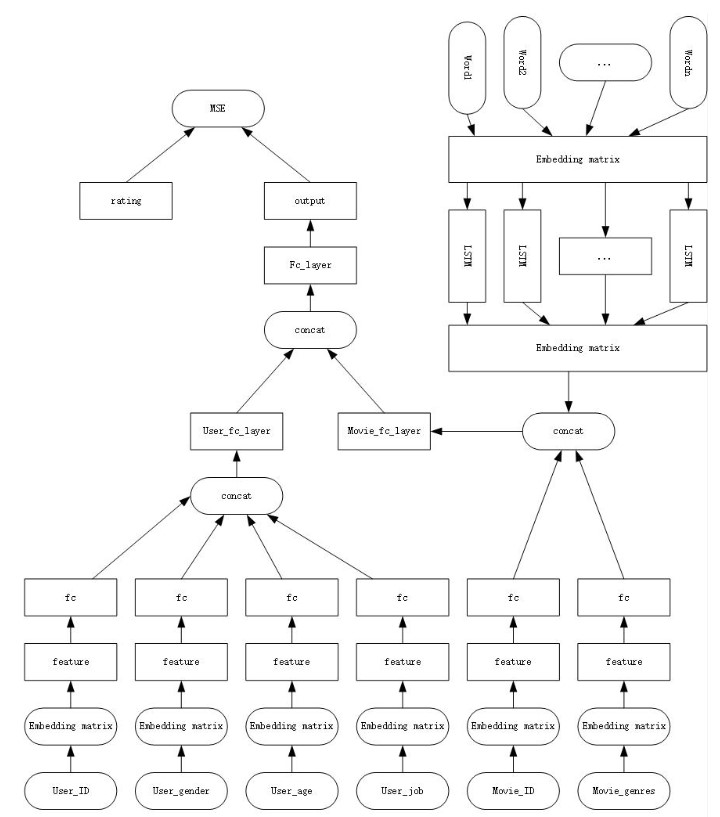 Word1
Word2
...
Wordn
MSE
Embedding matrix
rating
output
LSTM
LSTM
...
LSTM
Fc_layer
concat
Embedding matrix
User_fc_layer
Movie_fc_layer
concat
concat
fc
fc
fc
fc
fc
fc
feature
feature
feature
feature
feature
feature
Embedding matrix
Embedding matrix
Embedding matrix
Embedding matrix
Embedding matrix
Embedding matrix
User_ID
User_gender
User_age
User_job
Movie_ID
Movie_genres